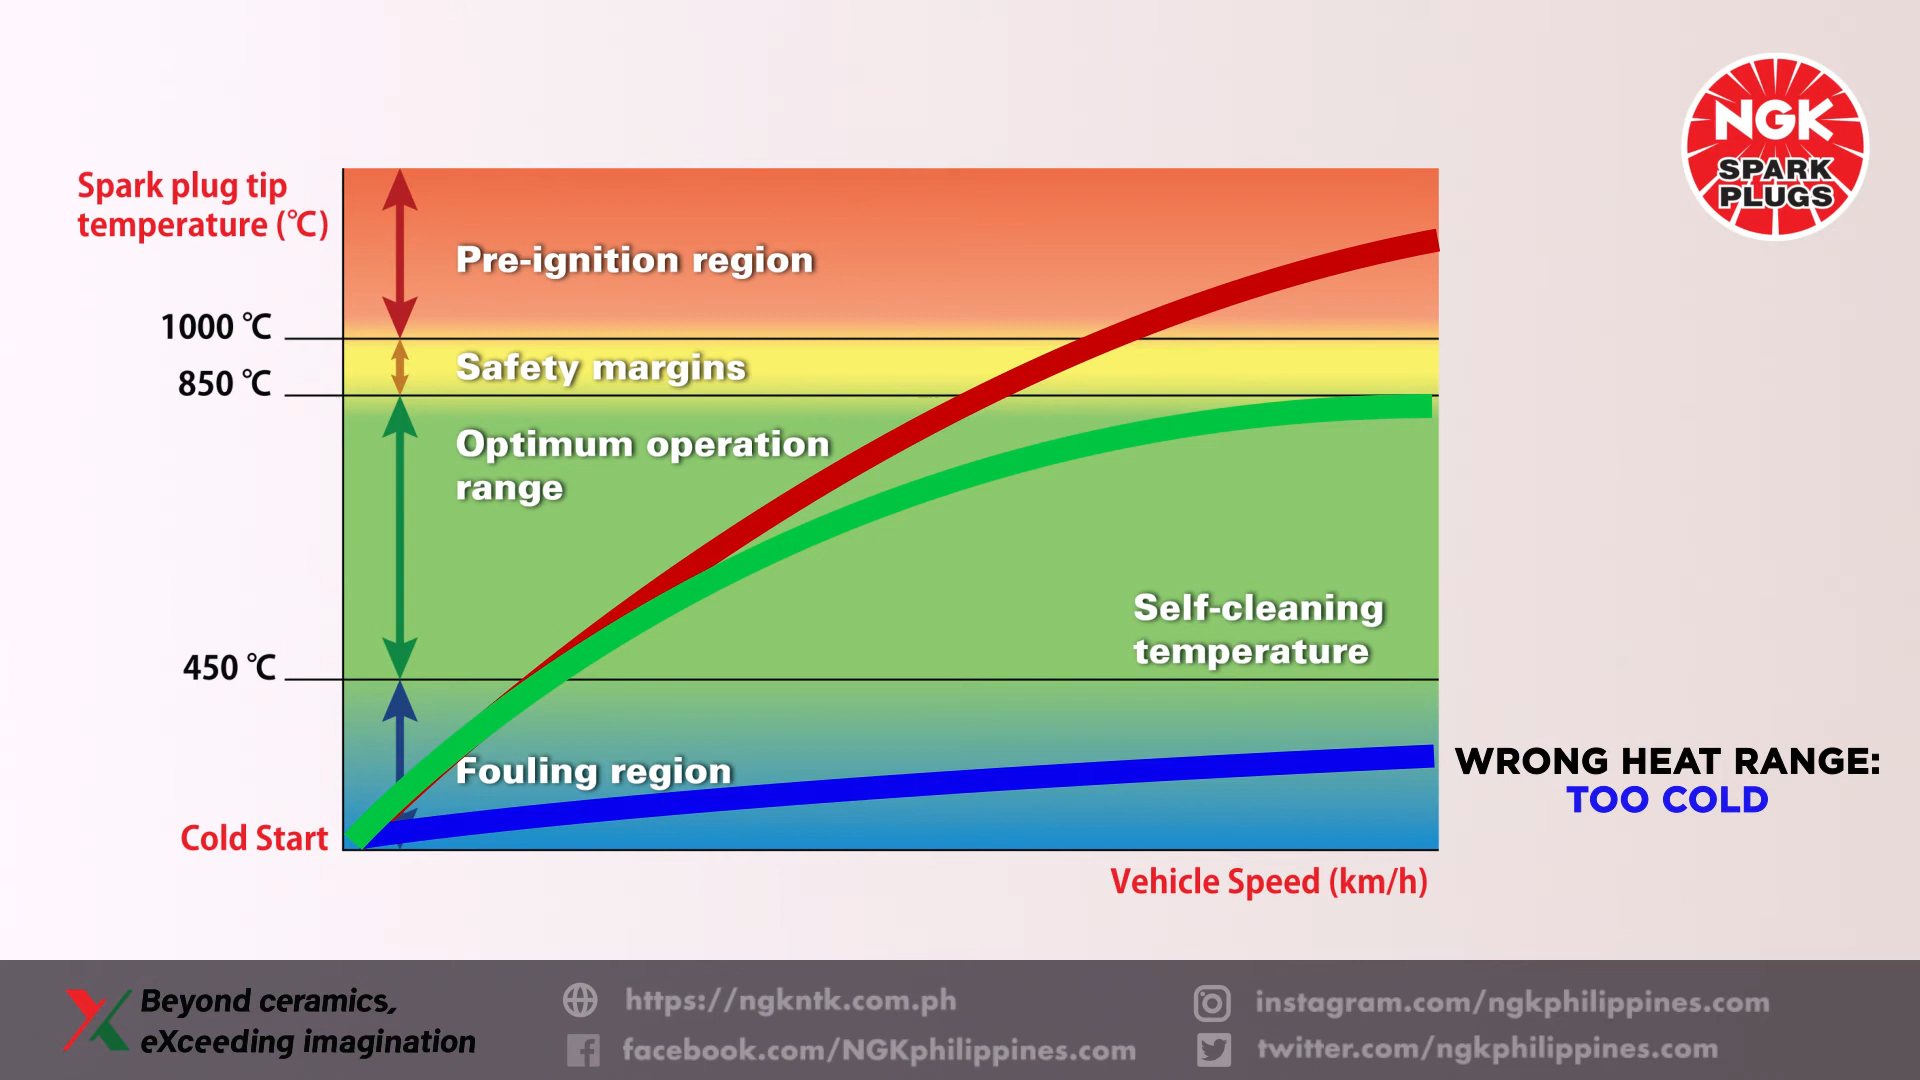 NGK
SPARK
PLUGS
Spark plug tip
temperature (℃)
Pre-ignition region
1000 ℃
Safety margins
850 ℃
Optimum operation
range
Self-cleaning
temperature
450 ℃
Fouling region
WRONG HEAT RANGE:
TOO COLD
Cold Start
Vehicle Speed (km/h)
Beyond ceramics,
eXceeding imagination
https://ngkntk.com.ph
facebook.com/NGKphilippines.com
instagram.com/ngkphilippines.com
twitter.com/ngkphilippines.com